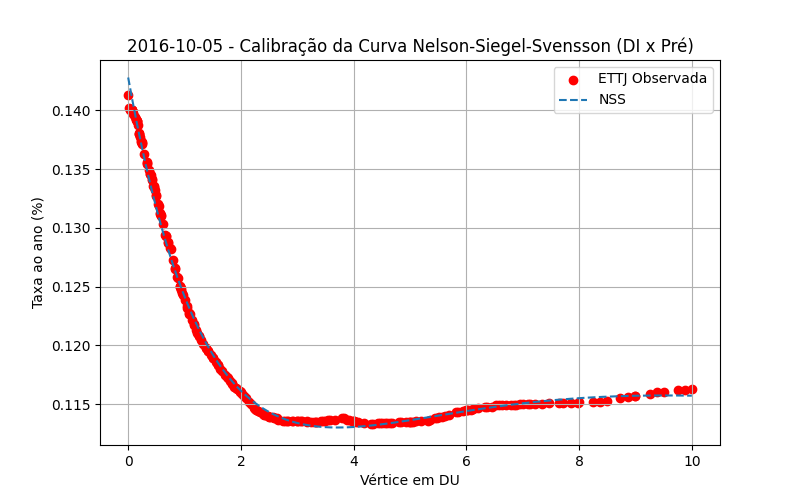 2016-10-05 - Calibração da Curva Nelson-Siegel-Svensson (DI x Pré)
ETTJ Observada
NSS
Taxa ao ano (%)
0.140
0.135
0.130
0.125
0.120
0.115
0 2 4 6 8 10
Vértice em DU